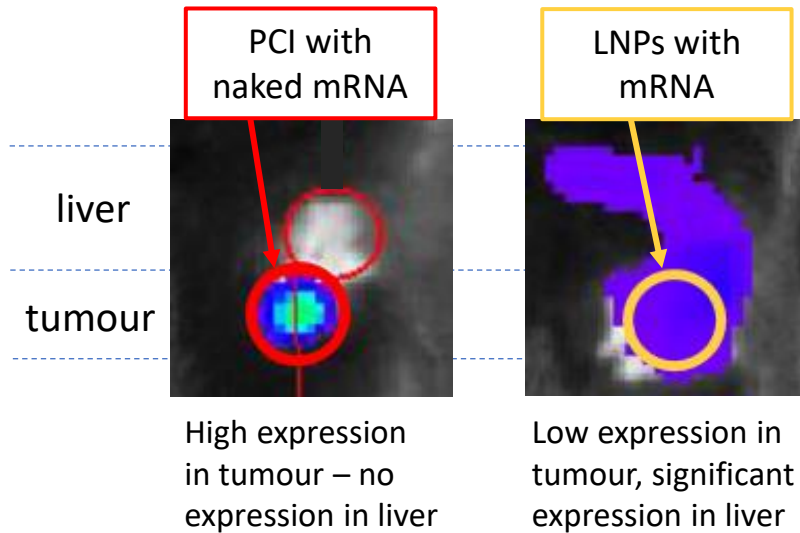 PCI with
naked mRNA
LNPs with
mRNA
liver
tumour
High expression
in tumour – no
expression in liver
Low expression in
tumour, significant
expression in liver